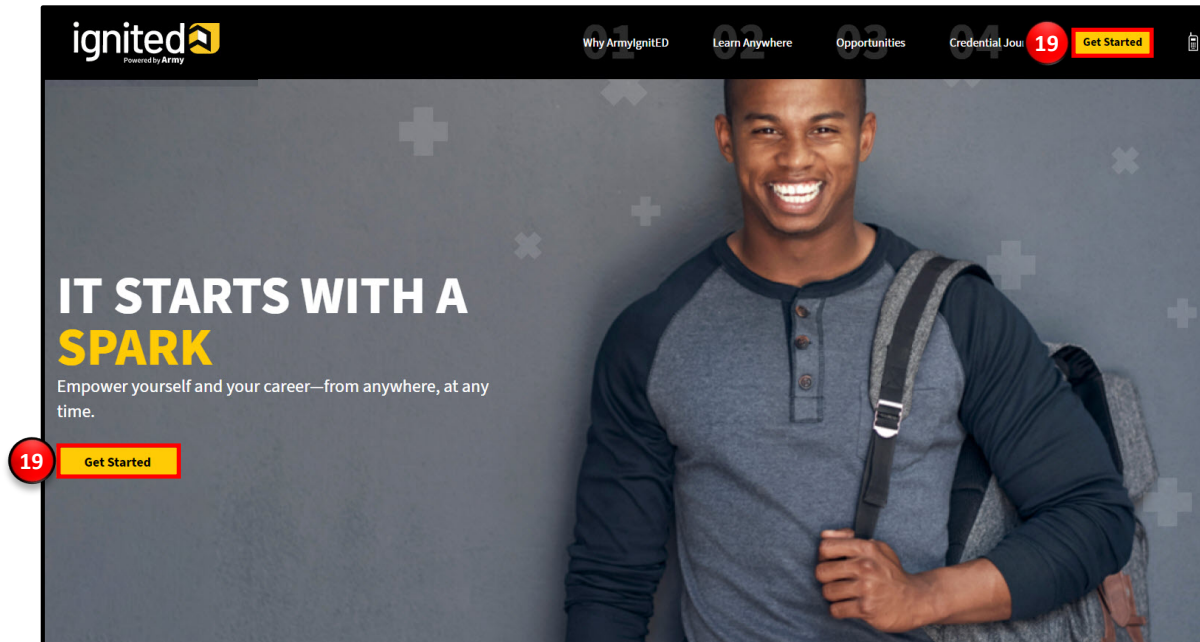 ignited
Powered by Army
01 02 03 04
Why ArmyIgnitED Learn Anywhere Opportunities Credential Jou 19 Get Started
IT STARTS WITH A
SPARK
Empower yourself and your career—from anywhere, at any
time.
19 Get Started